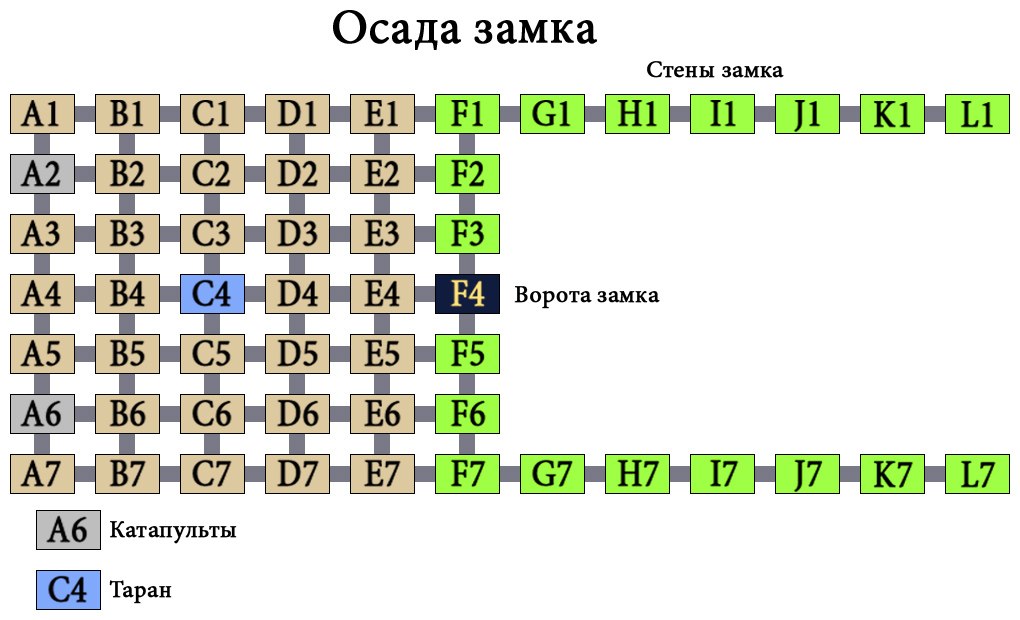 Осада замка
Стены замка
A1 B1 C1 D1 E1 F1 G1 H1 I1 J1 K1 L1
A2 B2 C2 D2 E2 F2
A3 B3 C3 D3 E3 F3
A4 B4 C4 D4 E4 F4 Ворота замка
A5 B5 C5 D5 E5 F5
A6 B6 C6 D6 E6 F6
A7 B7 C7 D7 E7 F7 G7 H7 I7 J7 K7 L7
A6 Катапульты
C4 Таран